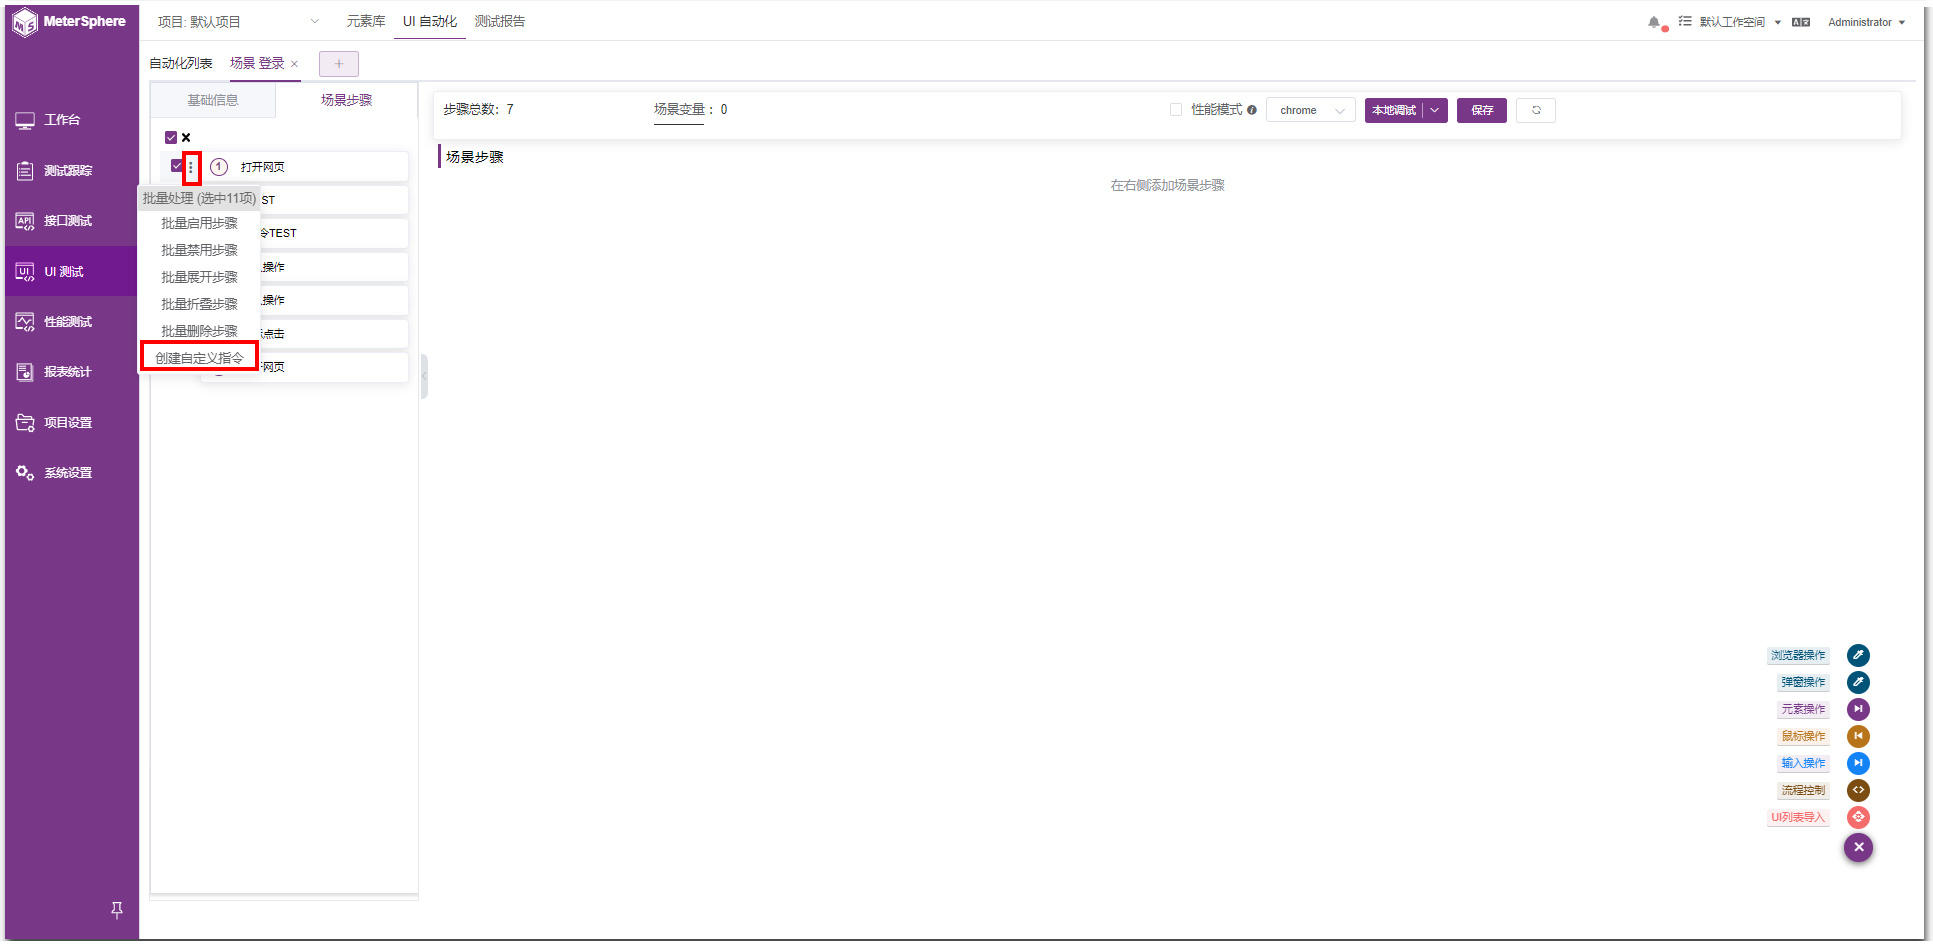 MeterSphere
项目: 默认项目
元素库
UI 自动化
测试报告
默认工作空间
Administrator
自动化列表
场景 登录
工作台
测试跟踪
接口测试
UI 测试
性能测试
报表统计
项目设置
系统设置
基础信息
场景步骤
1 打开网页
批量处理 (选中11项)
批量启用步骤
批量禁用步骤
批量展开步骤
批量折叠步骤
批量删除步骤
创建自定义指令
ST
令TEST
操作
操作
点击
网页
步骤总数: 7
场景变量 : 0
性能模式
chrome
本地调试
保存
场景步骤
在右侧添加场景步骤
浏览器操作
弹窗操作
元素操作
鼠标操作
输入操作
流程控制
UI列表导入